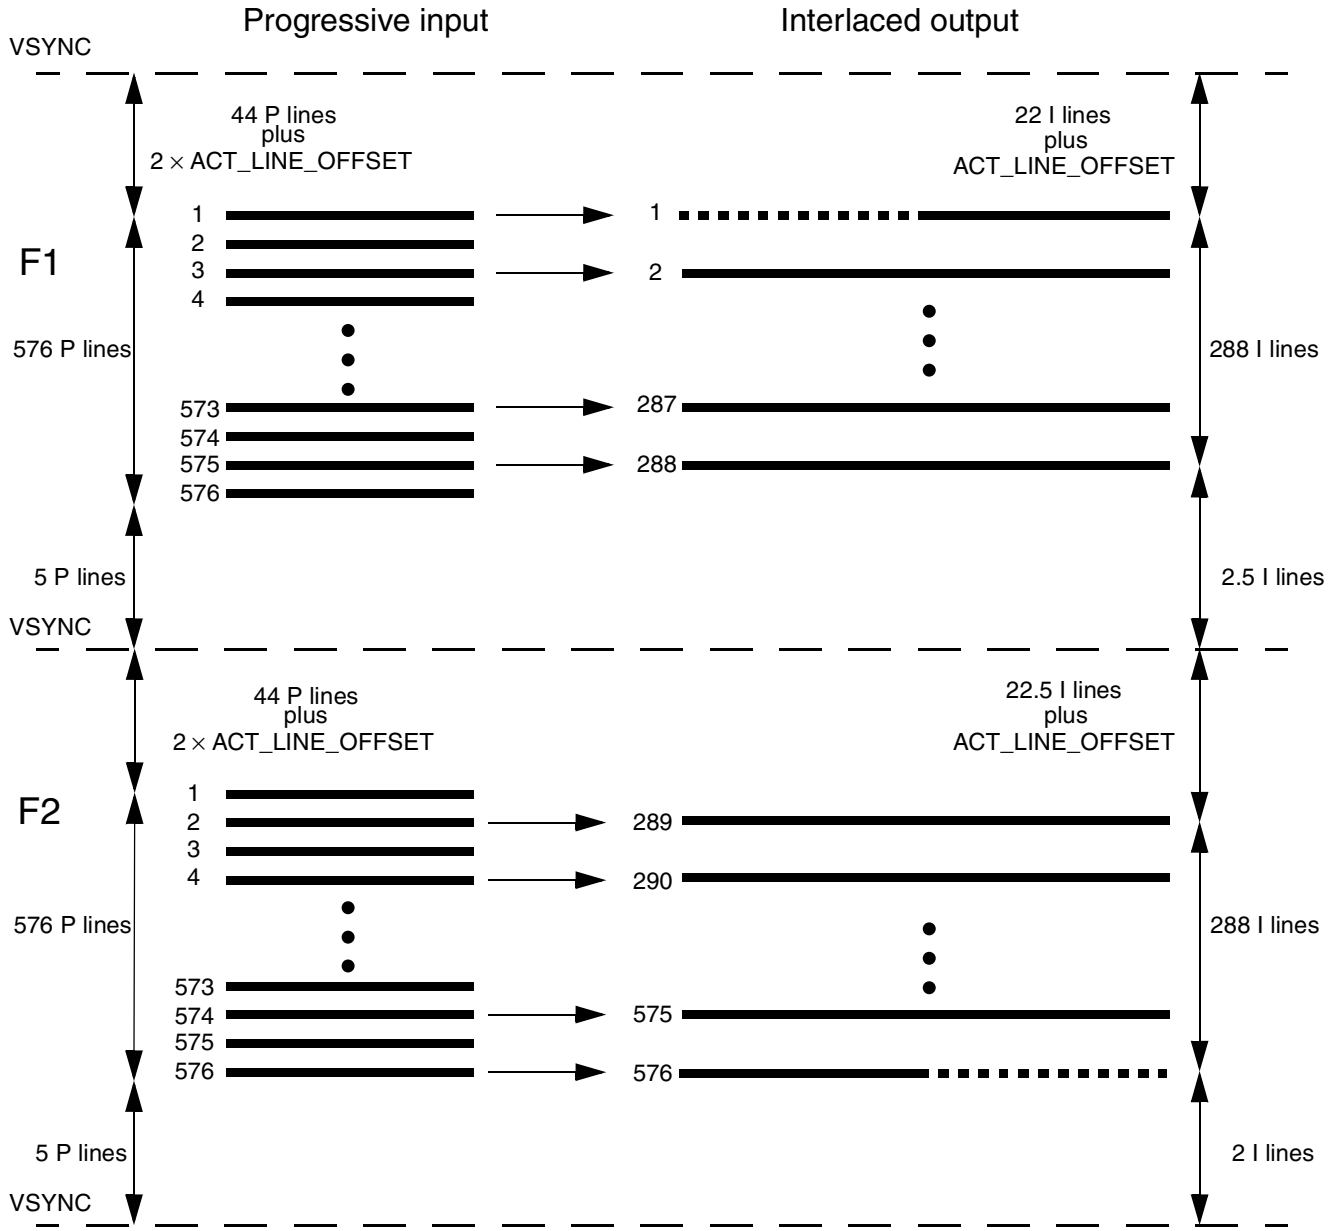 Progressive input
Interlaced output
VSYNC
44 P lines
plus
2 × ACT_LINE_OFFSET
22 I lines
plus
ACT_LINE_OFFSET
1
1
2
F1
3
2
4
576 P lines
288 I lines
573
287
574
575
288
576
5 P lines
2.5 I lines
VSYNC
44 P lines
plus
2 × ACT_LINE_OFFSET
22.5 I lines
plus
ACT_LINE_OFFSET
1
F2
2
289
3
4
290
576 P lines
288 I lines
573
574
575
575
576
576
5 P lines
2 I lines
VSYNC